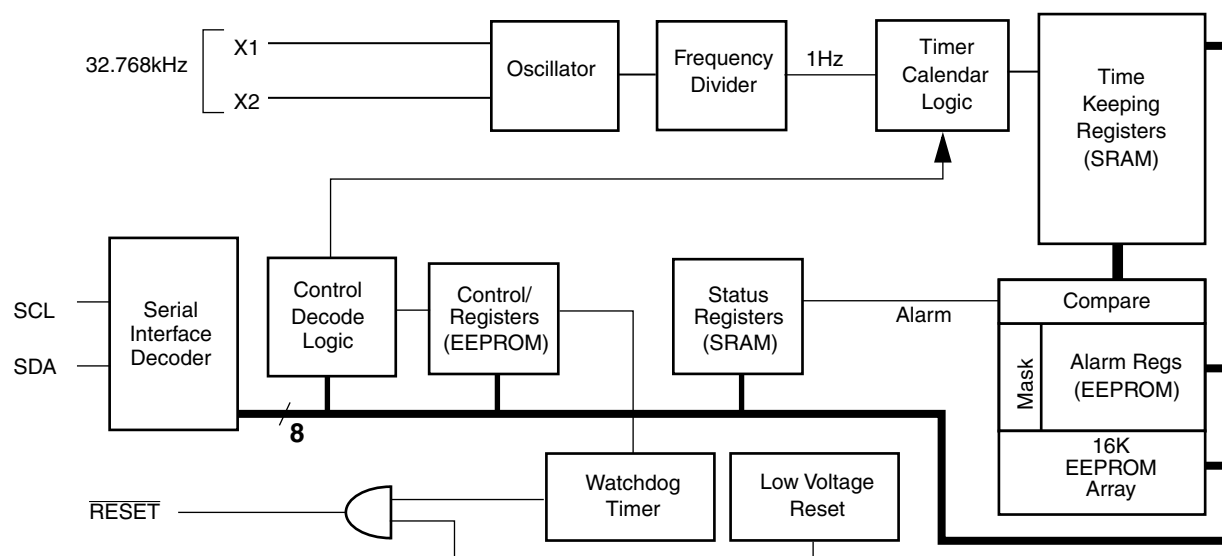 32.768kHz
X1
X2
Oscillator
Frequency
Divider
1Hz
Timer
Calendar
Logic
Time
Keeping
Registers
(SRAM)
SCL
SDA
Serial
Interface
Decoder
Control
Decode
Logic
Control/
Registers
(EEPROM)
Status
Registers
(SRAM)
Alarm
Compare
Mask
Alarm Regs
(EEPROM)
16K
EEPROM
Array
8
RESET
Watchdog
Timer
Low Voltage
Reset